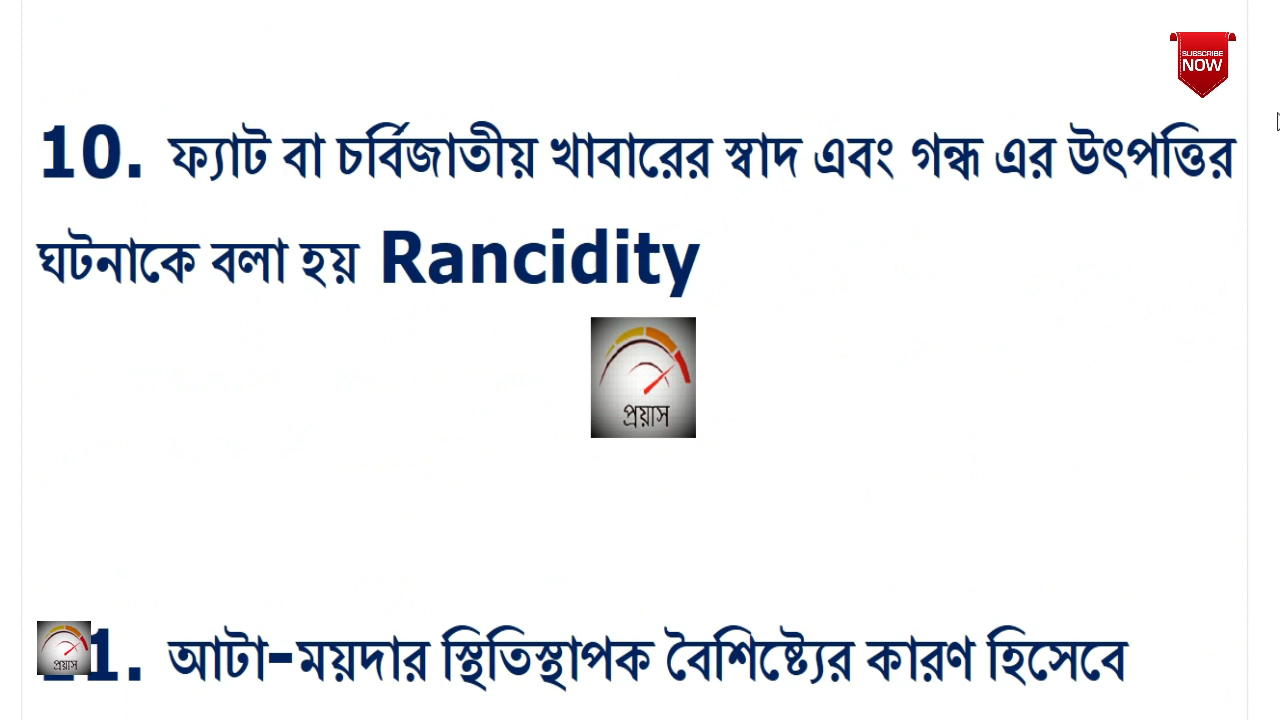 SUBSCRIBE
NOW
10. ফ্যাট বা চর্বিজাতীয় খাবারের স্বাদ এবং গন্ধ এর উৎপত্তির
ঘটনাকে বলা হয় Rancidity
প্রয়াস
প্রয়াস
1. আটা-ময়দার স্থিতিস্থাপক বৈশিষ্ট্যের কারণ হিসেবে